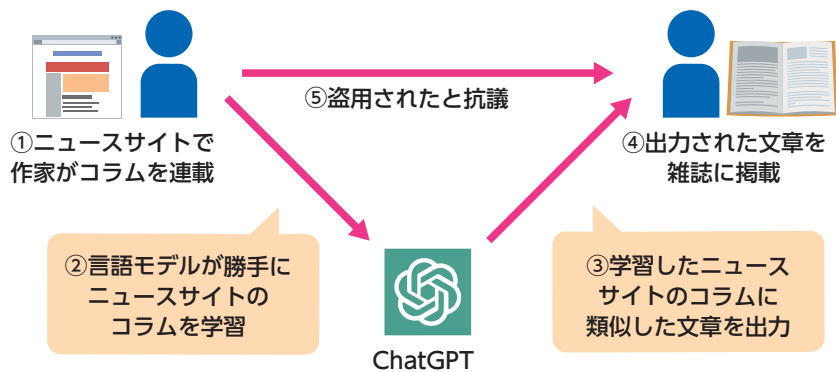 ①ニュースサイトで
作家がコラムを連載
⑤盗用されたと抗議
④出力された文章を
雑誌に掲載
②言語モデルが勝手に
ニュースサイトの
コラムを学習
③学習したニュース
サイトのコラムに
類似した文章を出力
ChatGPT